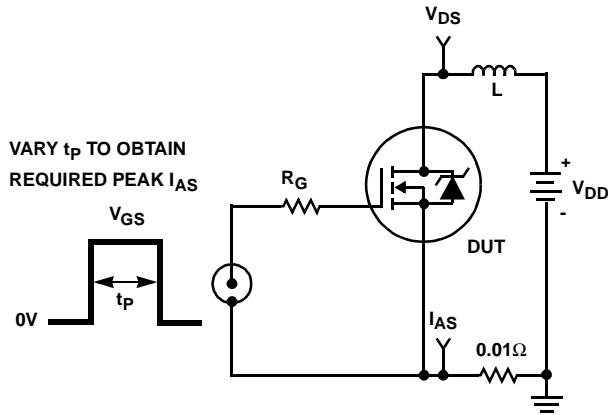 V_DS
L
VARY t_P TO OBTAIN
REQUIRED PEAK I_AS
R_G
+
V_DD
-
V_GS
DUT
t_P
0V
I_AS
0.01Ω